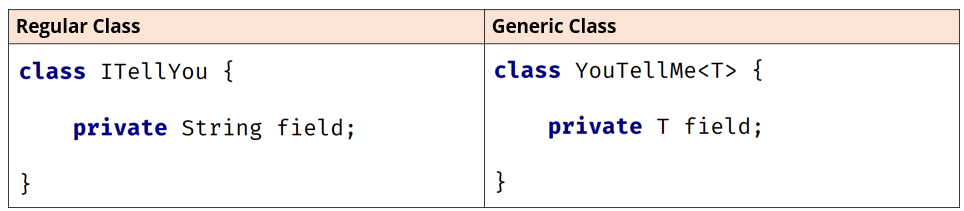 Regular Class
Generic Class
class ITellYou {
private String field;
}
class YouTellMe<T> {
private T field;
}